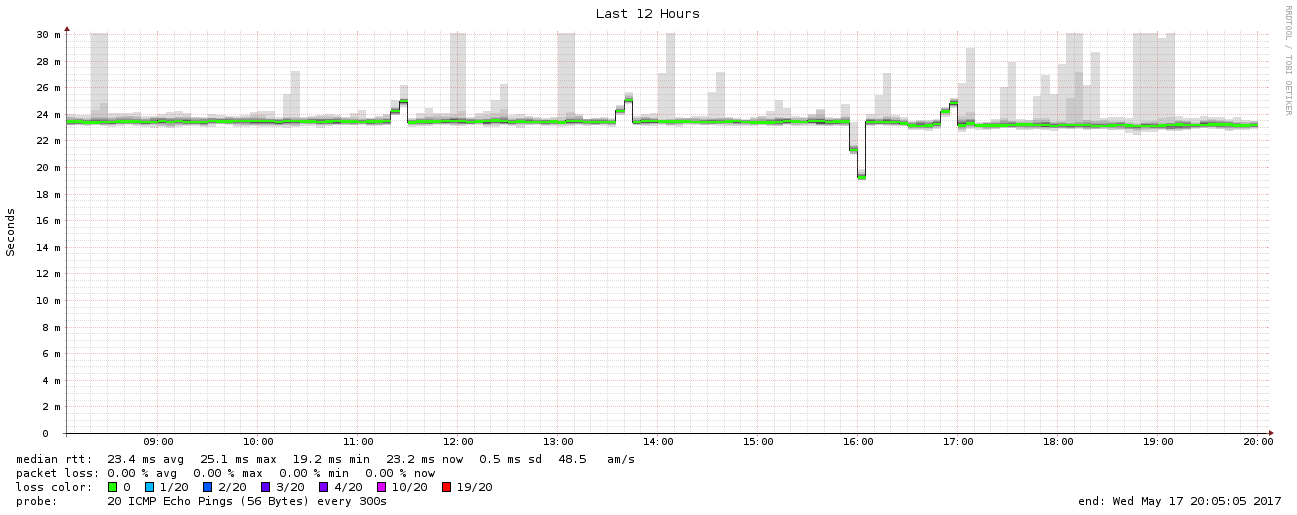 Last 12 Hours
RRDTOOL / TOBI OETIKER
Seconds
30 m
28 m
26 m
24 m
22 m
20 m
18 m
16 m
14 m
12 m
10 m
8 m
6 m
4 m
2 m
0
09:00 10:00 11:00 12:00 13:00 14:00 15:00 16:00 17:00 18:00 19:00 20:00
median rtt: 23.4 ms avg 25.1 ms max 19.2 ms min 23.2 ms now 0.5 ms sd 48.5 am/s
packet loss: 0.00 % avg 0.00 % max 0.00 % min 0.00 % now
loss color: 0 1/20 2/20 3/20 4/20 10/20 19/20
probe: 20 ICMP Echo Pings (56 Bytes) every 300s end: Wed May 17 20:05:05 2017